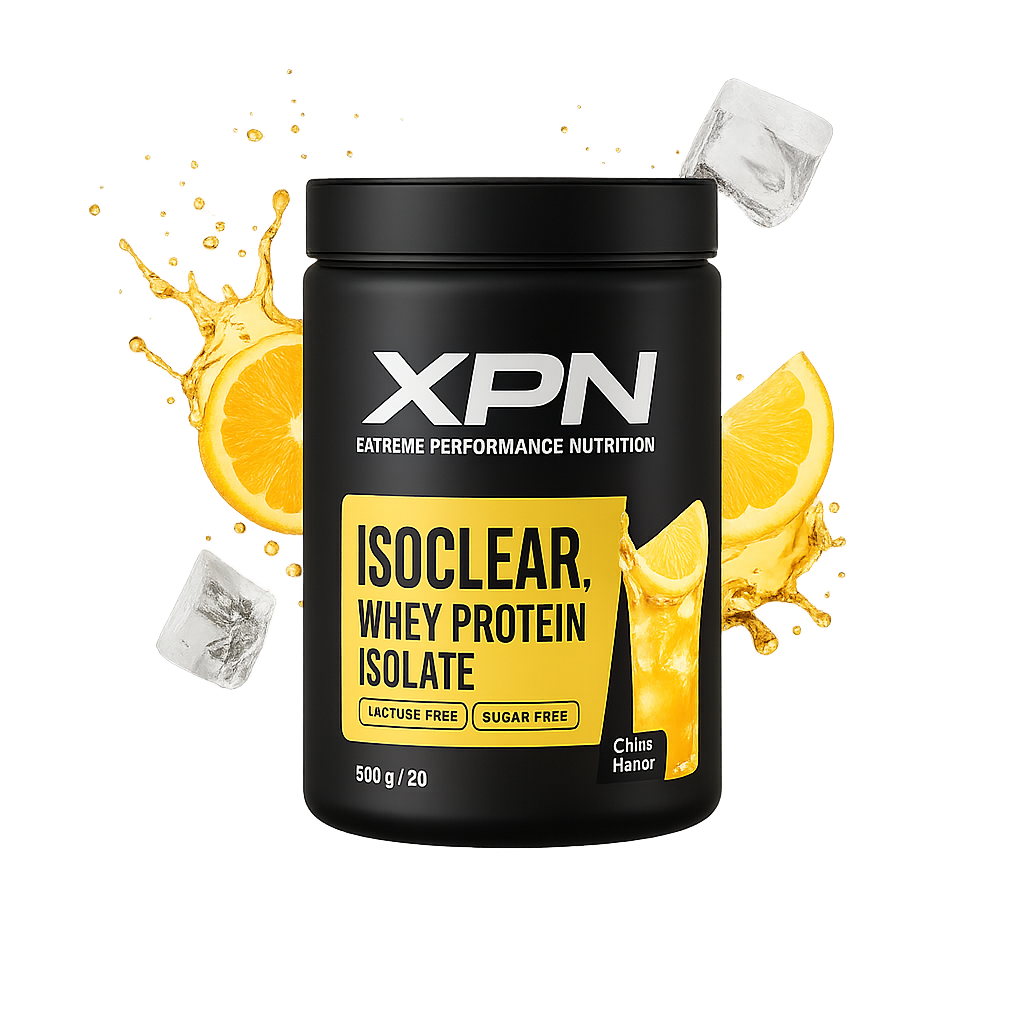 XPN
EATREME PERFORMANCE NUTRITION
ISOCLEAR,
WHEY PROTEIN
ISOLATE
LACTUSE FREE SUGAR FREE
500 g / 20
Chins
Hanor